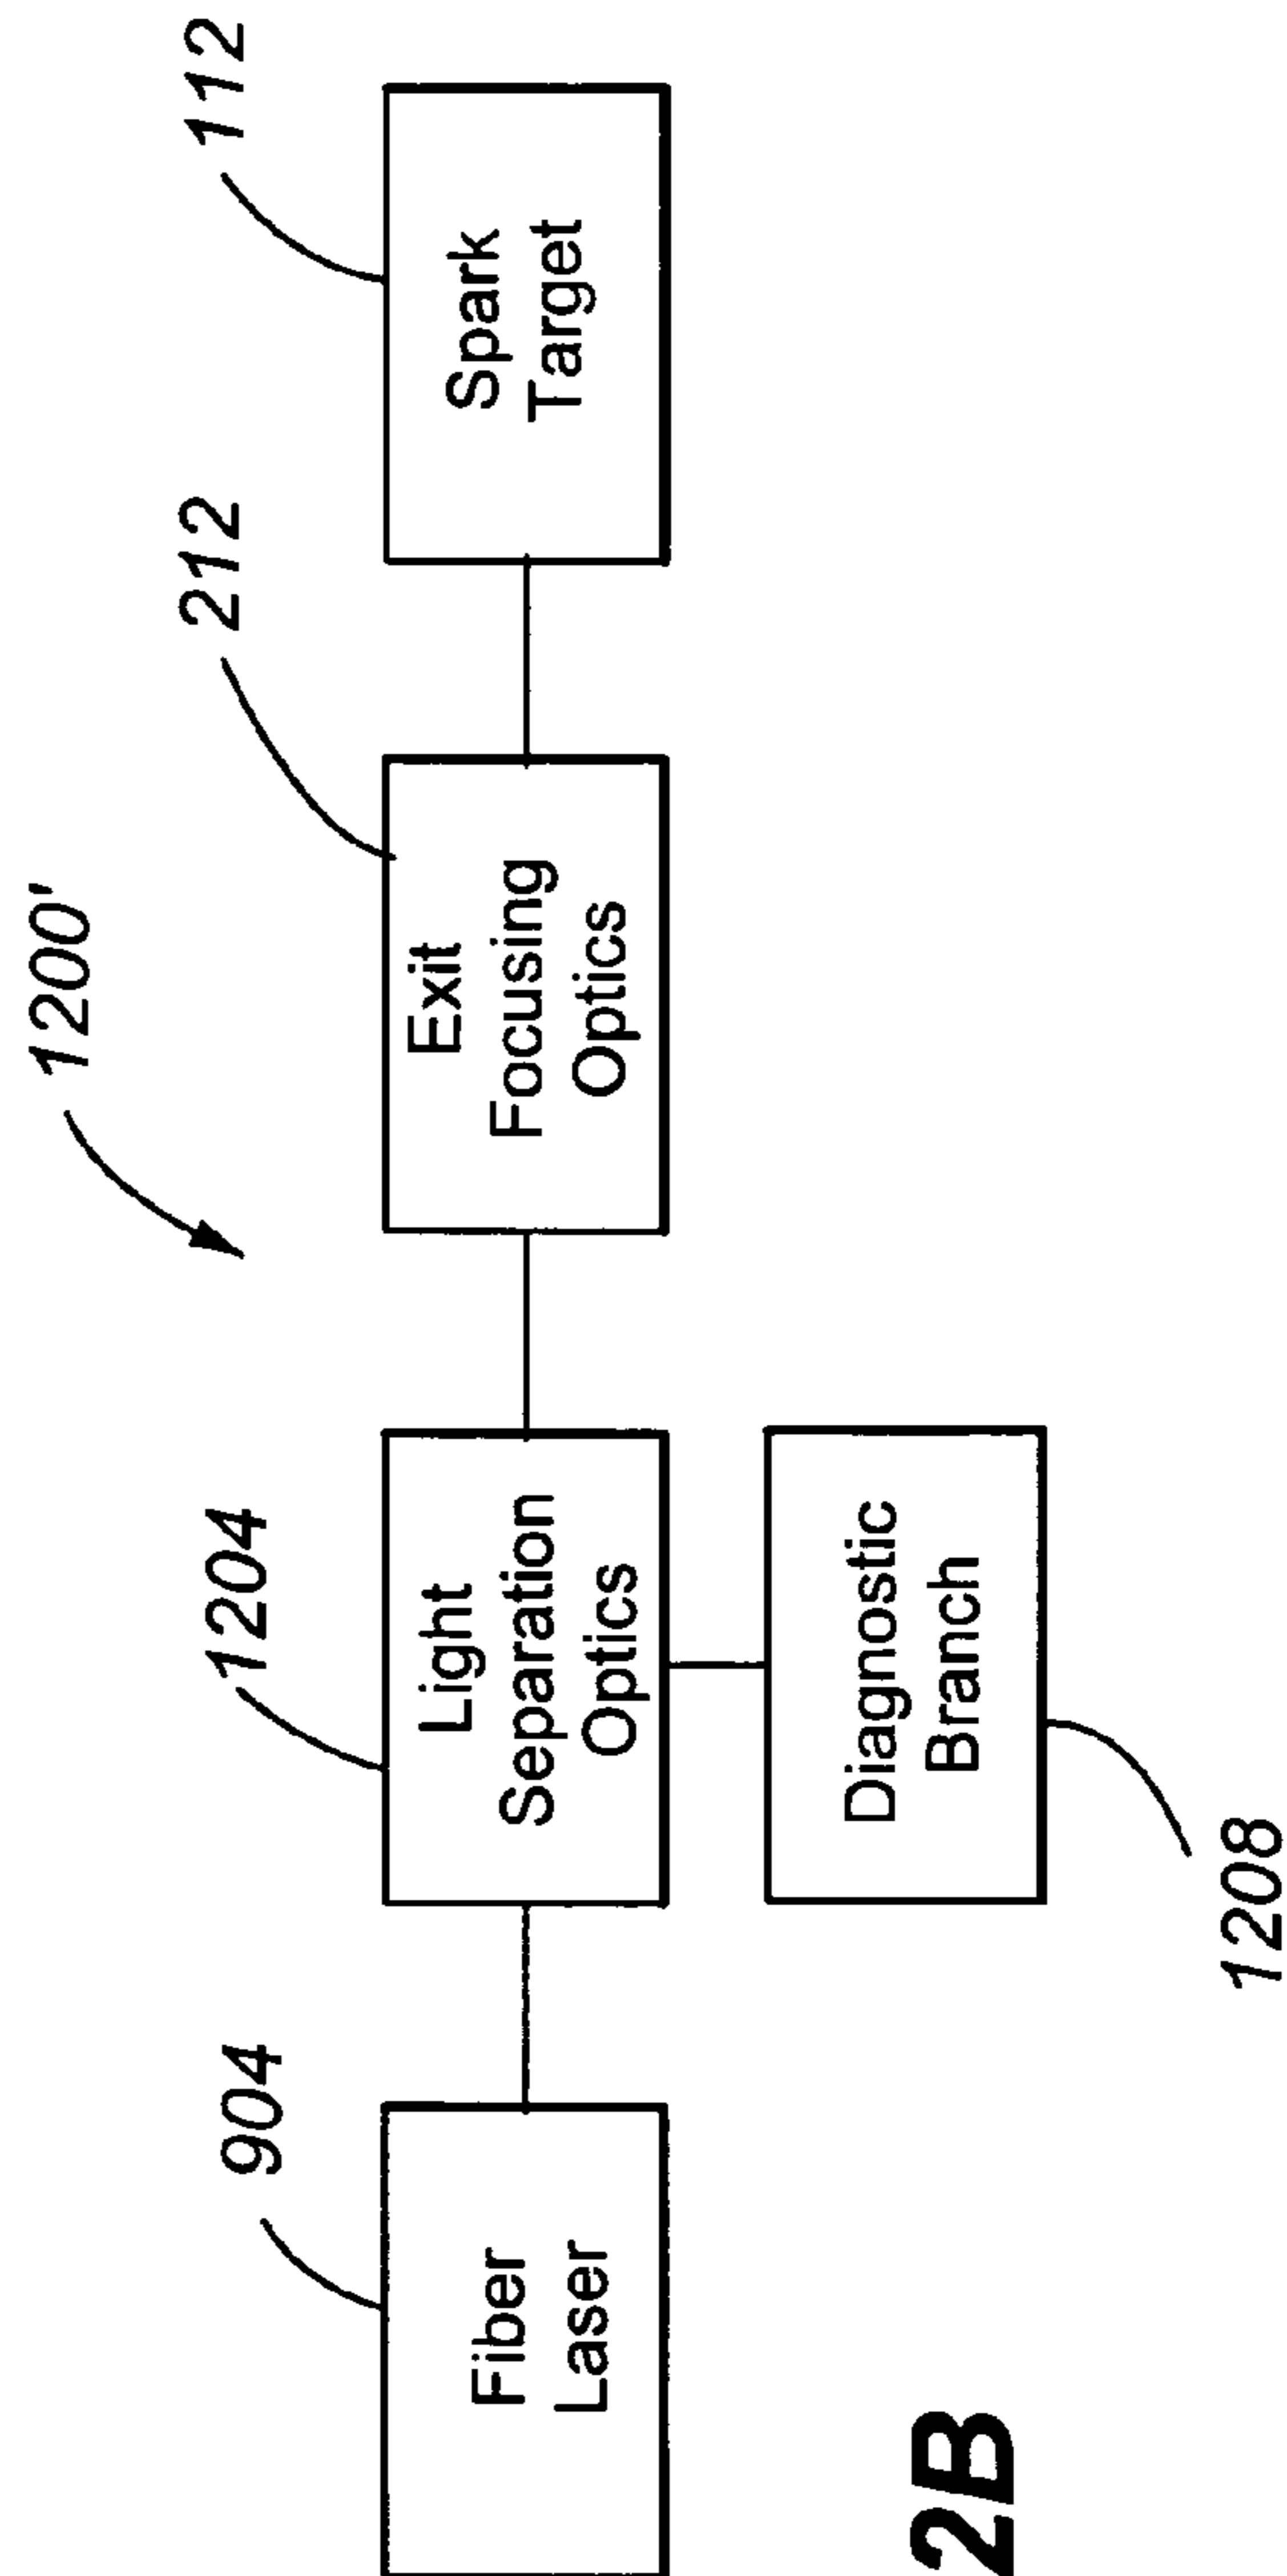 1200'
904
1204
212
112
Fiber
Laser
Light
Separation
Optics
Exit
Focusing
Optics
Spark
Target
Diagnostic
Branch
1208
2B